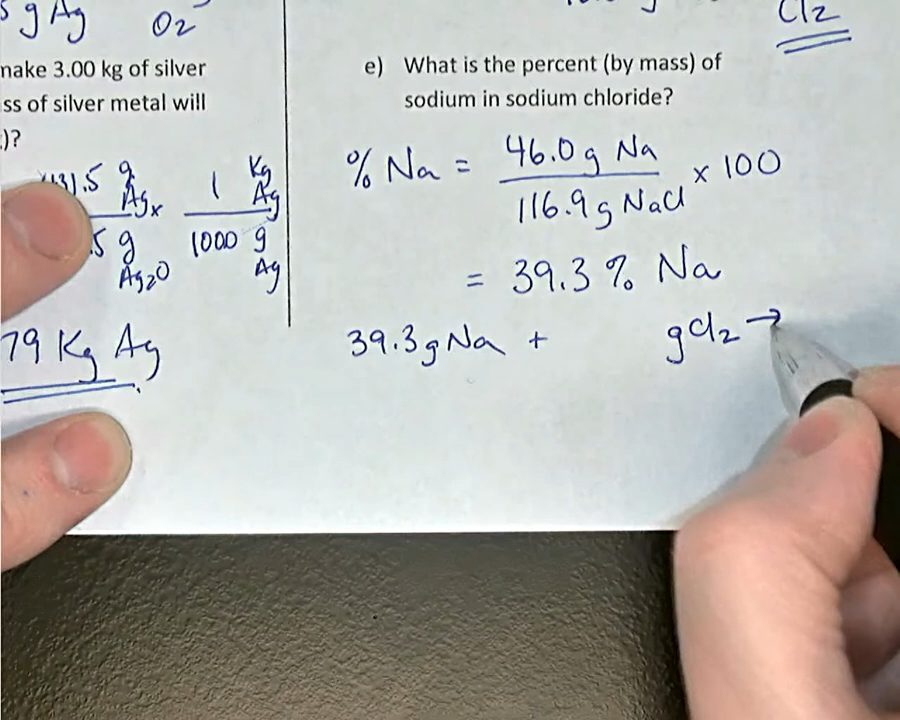 g Ag O2
Cl2
make 3.00 kg of silver
ss of silver metal will
)?
31.5 g Ag x 1 Kg Ag
.5 g Ag2O 1000 g Ag
79 Kg Ag
e) What is the percent (by mass) of
sodium in sodium chloride?
% Na = 46.0 g Na / 116.9 g NaCl x 100
= 39.3 % Na
39.3 g Na + g Cl2 →